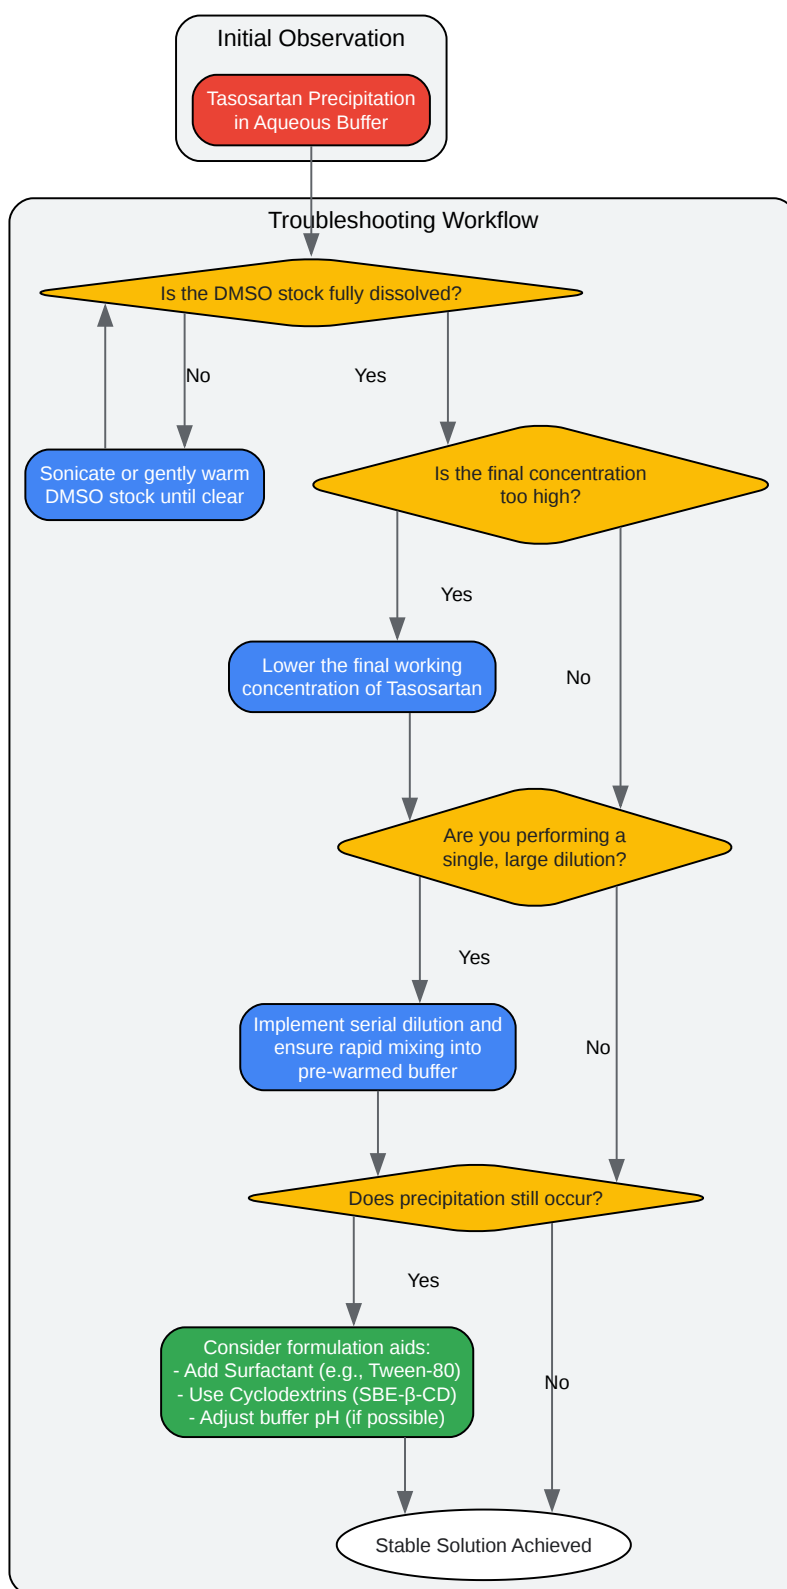 Initial Observation
Tasosartan Precipitation
in Aqueous Buffer
Troubleshooting Workflow
Is the DMSO stock fully dissolved?
No
Yes
Sonicate or gently warm
DMSO stock until clear
Is the final concentration
too high?
Yes
No
Lower the final working
concentration of Tasosartan
Are you performing a
single, large dilution?
Yes
No
Implement serial dilution and
ensure rapid mixing into
pre-warmed buffer
Does precipitation still occur?
Yes
No
Consider formulation aids:
- Add Surfactant (e.g., Tween-80)
- Use Cyclodextrins (SBE-β-CD)
- Adjust buffer pH (if possible)
Stable Solution Achieved